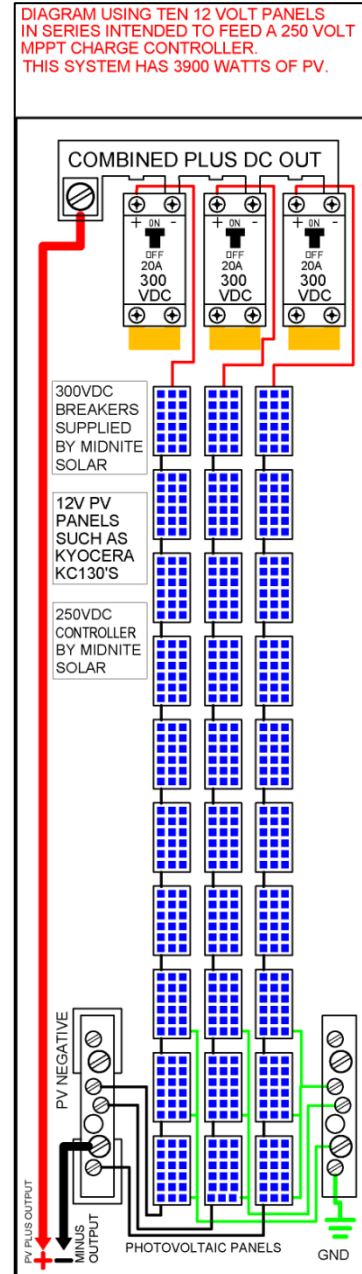 DIAGRAM USING TEN 12 VOLT PANELS
IN SERIES INTENDED TO FEED A 250 VOLT
MPPT CHARGE CONTROLLER.
THIS SYSTEM HAS 3900 WATTS OF PV.
COMBINED PLUS DC OUT
+ ON -
OFF
20A
300
VDC
+ ON -
OFF
20A
300
VDC
+ ON -
OFF
20A
300
VDC
300VDC
BREAKERS
SUPPLIED
BY MIDNITE
SOLAR
12V PV
PANELS
SUCH AS
KYOCERA
KC130'S
250VDC
CONTROLLER
BY MIDNITE
SOLAR
PV NEGATIVE
PV PLUS OUTPUT
+
-
MINUS
OUTPUT
PHOTOVOLTAIC PANELS
GND